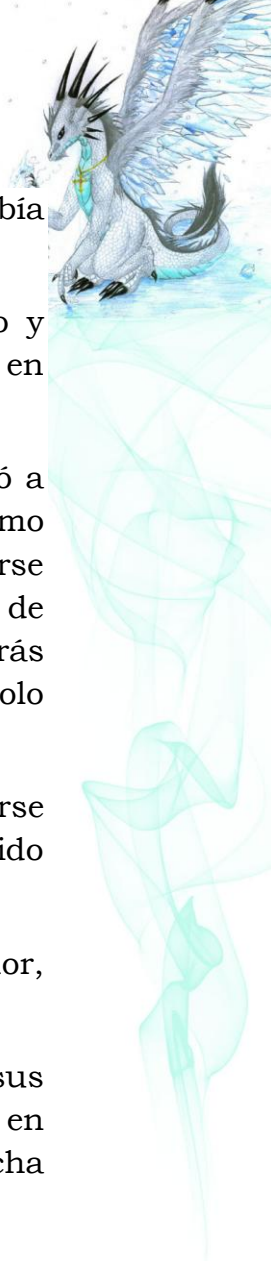 bía
o y
en
ó a
mo
rse
de
rás
olo
rse
ido
or,
sus
en
cha